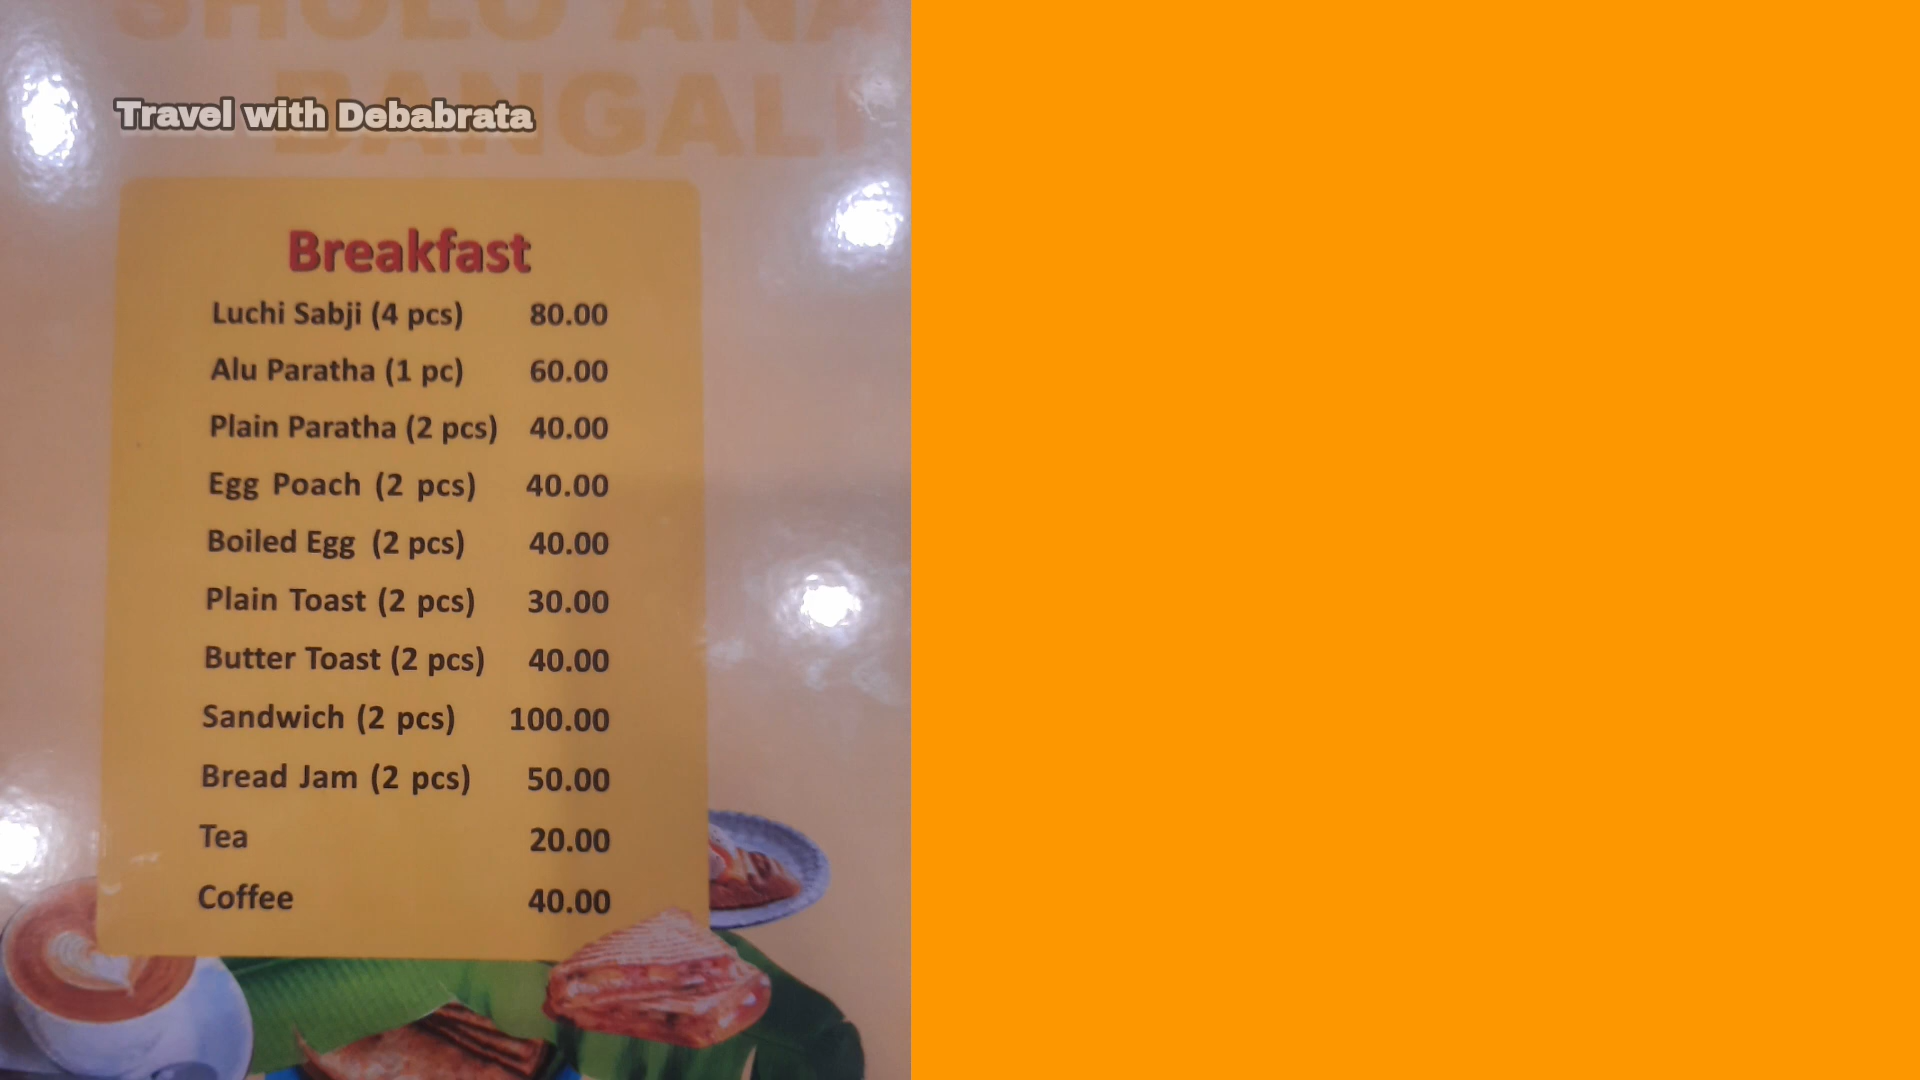 SHOLO ANA
BANGALI
Travel with Debabrata
Breakfast
Luchi Sabji (4 pcs) 80.00
Alu Paratha (1 pc) 60.00
Plain Paratha (2 pcs) 40.00
Egg Poach (2 pcs) 40.00
Boiled Egg (2 pcs) 40.00
Plain Toast (2 pcs) 30.00
Butter Toast (2 pcs) 40.00
Sandwich (2 pcs) 100.00
Bread Jam (2 pcs) 50.00
Tea 20.00
Coffee 40.00